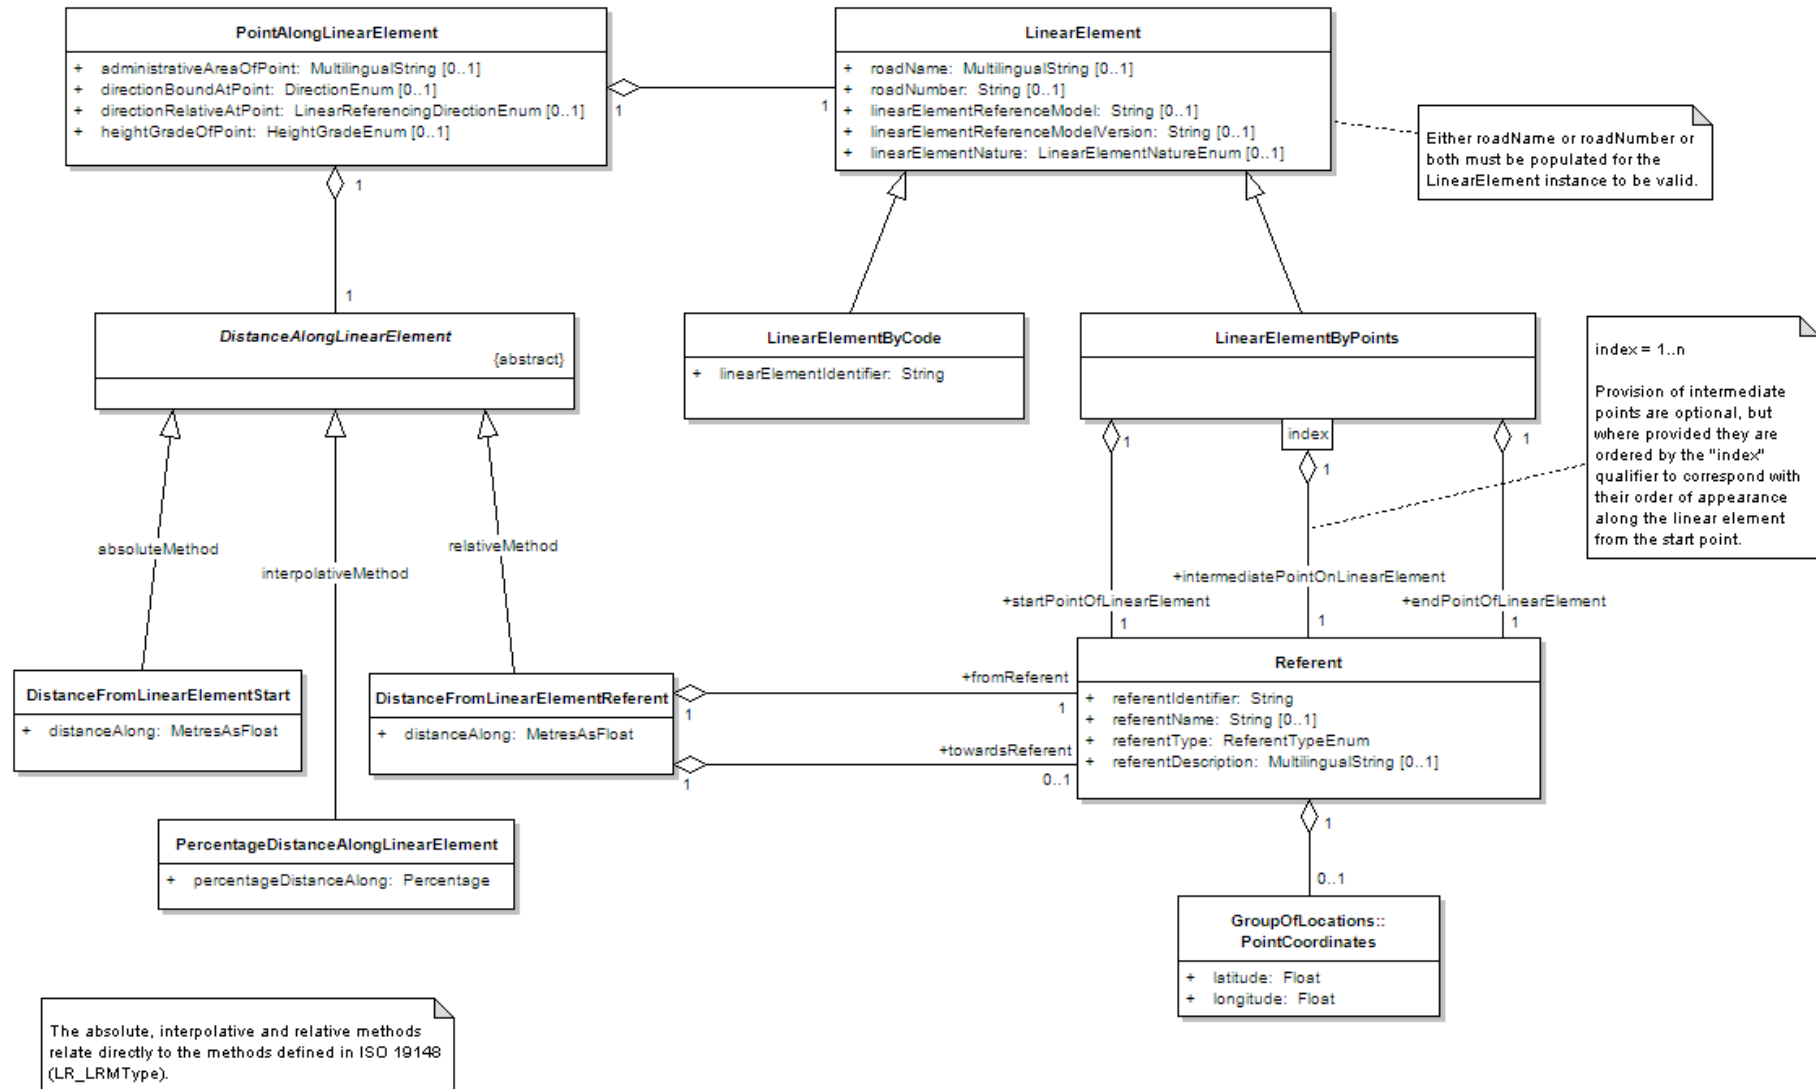 PointAlongLinearElement
+ administrativeAreaOfPoint: MultilingualString [0..1]
+ directionBoundAtPoint: DirectionEnum [0..1]
+ directionRelativeAtPoint: LinearReferencingDirectionEnum [0..1]
+ heightGradeOfPoint: HeightGradeEnum [0..1]
1
1
LinearElement
+ roadName: MultilingualString [0..1]
+ roadNumber: String [0..1]
+ linearElementReferenceModel: String [0..1]
+ linearElementReferenceModelVersion: String [0..1]
+ linearElementNature: LinearElementNatureEnum [0..1]
Either roadName or roadNumber or
both must be populated for the
LinearElement instance to be valid.
1
1
DistanceAlongLinearElement
{abstract}
LinearElementByCode
+ linearElementIdentifier: String
LinearElementByPoints
index
index = 1..n
Provision of intermediate
points are optional, but
where provided they are
ordered by the "index"
qualifier to correspond with
their order of appearance
along the linear element
from the start point.
1
1
1
absoluteMethod
interpolativeMethod
relativeMethod
+startPointOfLinearElement
+intermediatePointOnLinearElement
+endPointOfLinearElement
1
1
1
DistanceFromLinearElementStart
+ distanceAlong: MetresAsFloat
DistanceFromLinearElementReferent
+ distanceAlong: MetresAsFloat
1
+fromReferent
1
1
+towardsReferent
0..1
Referent
+ referentIdentifier: String
+ referentName: String [0..1]
+ referentType: ReferentTypeEnum
+ referentDescription: MultilingualString [0..1]
PercentageDistanceAlongLinearElement
+ percentageDistanceAlong: Percentage
1
0..1
GroupOfLocations::
PointCoordinates
+ latitude: Float
+ longitude: Float
The absolute, interpolative and relative methods
relate directly to the methods defined in ISO 19148
(LR_LRMType).